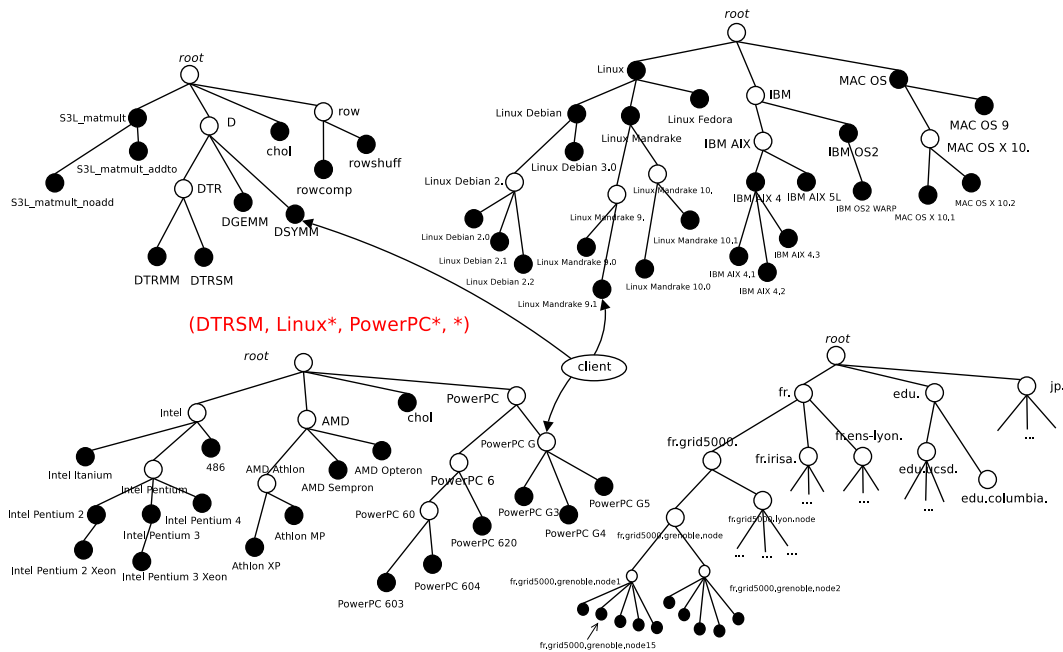 root
S3L_matmult
D
row
chol
rowshuff
S3L_matmult_addto
rowcomp
S3L_matmult_noadd
DTR
DGEMM
DSYMM
DTRMM
DTRSM
root
Linux
IBM
MAC OS
Linux Debian
Linux Mandrake
Linux Fedora
MAC OS 9
IBM AIX
IBM OS2
MAC OS X 10.
Linux Debian 3.0
Linux Debian 2.
Linux Mandrake 10.
Linux Mandrake 9.
IBM AIX 4
IBM AIX 5L
IBM OS2 WARP
MAC OS X 10.1
MAC OS X 10.2
Linux Debian 2.0
Linux Debian 2.1
Linux Debian 2.2
Linux Mandrake 9.0
Linux Mandrake 10.1
Linux Mandrake 10.0
Linux Mandrake 9.1
IBM AIX 4.3
IBM AIX 4.1
IBM AIX 4.2
(DTRSM, Linux*, PowerPC*, *)
client
root
Intel
AMD
chol
PowerPC
PowerPC G
Intel Itanium
486
Intel Pentium
AMD Athlon
AMD Opteron
AMD Sempron
PowerPC 6
PowerPC G5
PowerPC G3
PowerPC G4
Intel Pentium 2
Intel Pentium 4
Intel Pentium 3
Athlon MP
PowerPC 60
PowerPC 620
Intel Pentium 2 Xeon
Intel Pentium 3 Xeon
Athlon XP
PowerPC 603
PowerPC 604
root
fr.
edu.
jp.
...
fr.grid5000.
fr.ens-lyon.
fr.irisa.
edu.ucsd.
edu.columbia.
...
...
...
fr.grid5000.lyon.node
fr.grid5000.grenoble.node
...
...
...
fr.grid5000.grenoble.node1
fr.grid5000.grenoble.node2
fr.grid5000.grenoble.node15